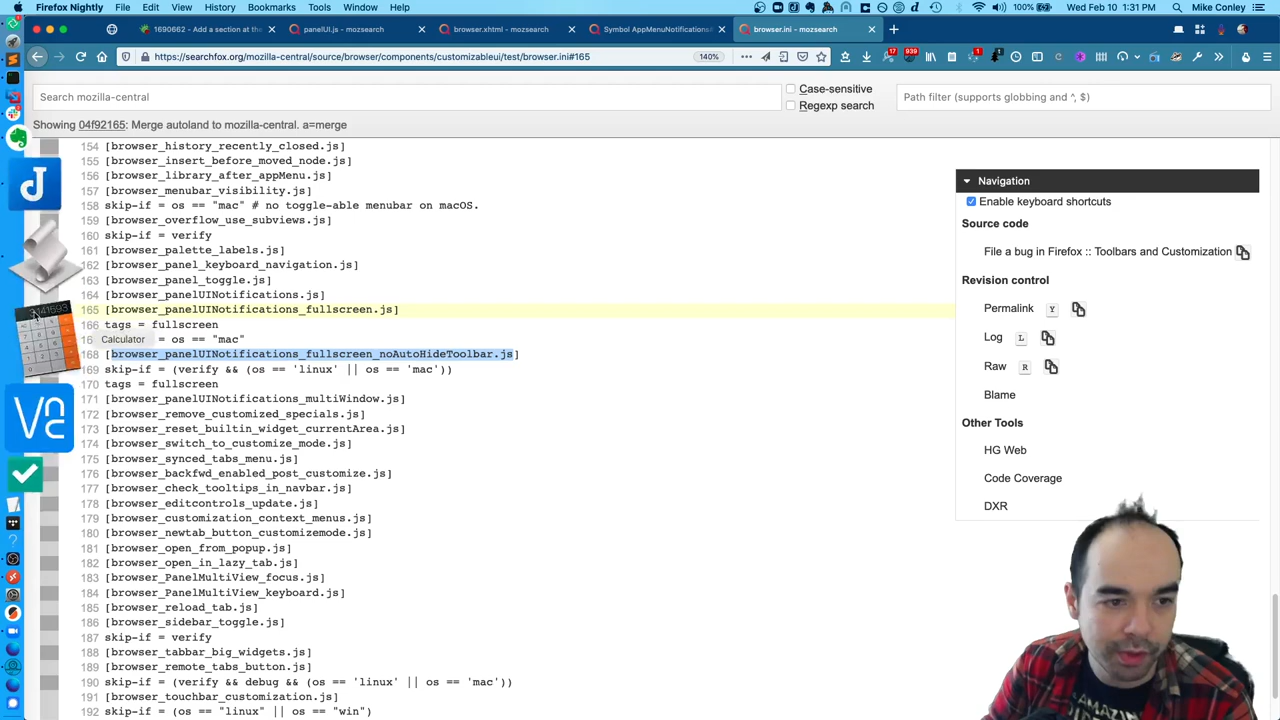 Firefox Nightly File Edit View History Bookmarks Tools Window Help 100% Wed Feb 10 1:31 PM Mike Conley
1690662 - Add a section at the panelUI.js - mozsearch browser.xhtml - mozsearch Symbol AppMenuNotifications browser.ini - mozsearch
https://searchfox.org/mozilla-central/source/browser/components/customizableui/test/browser.ini#165 140% 17 939 1
Search mozilla-central Case-sensitive Path filter (supports globbing and ^, $)
Regexp search
Showing 04f92165: Merge autoland to mozilla-central. a=merge
154 [browser_history_recently_closed.js]
155 [browser_insert_before_moved_node.js]
156 [browser_library_after_appMenu.js]
157 [browser_menubar_visibility.js]
158 skip-if = os == "mac" # no toggle-able menubar on macOS.
159 [browser_overflow_use_subviews.js]
160 skip-if = verify
161 [browser_palette_labels.js]
162 [browser_panel_keyboard_navigation.js]
163 [browser_panel_toggle.js]
164 [browser_panelUINotifications.js]
165 [browser_panelUINotifications_fullscreen.js]
166 tags = fullscreen
16 = os == "mac"
Calculator
168 [browser_panelUINotifications_fullscreen_noAutoHideToolbar.js]
169 skip-if = (verify && (os == 'linux' || os == 'mac'))
170 tags = fullscreen
171 [browser_panelUINotifications_multiWindow.js]
172 [browser_remove_customized_specials.js]
173 [browser_reset_builtin_widget_currentArea.js]
174 [browser_switch_to_customize_mode.js]
175 [browser_synced_tabs_menu.js]
176 [browser_backfwd_enabled_post_customize.js]
177 [browser_check_tooltips_in_navbar.js]
178 [browser_editcontrols_update.js]
179 [browser_customization_context_menus.js]
180 [browser_newtab_button_customizemode.js]
181 [browser_open_from_popup.js]
182 [browser_open_in_lazy_tab.js]
183 [browser_PanelMultiView_focus.js]
184 [browser_PanelMultiView_keyboard.js]
185 [browser_reload_tab.js]
186 [browser_sidebar_toggle.js]
187 skip-if = verify
188 [browser_tabbar_big_widgets.js]
189 [browser_remote_tabs_button.js]
190 skip-if = (verify && debug && (os == 'linux' || os == 'mac'))
191 [browser_touchbar_customization.js]
192 skip-if = (os == "linux" || os == "win")
Navigation
Enable keyboard shortcuts
Source code
File a bug in Firefox :: Toolbars and Customization
Revision control
Permalink Y
Log L
Raw R
Blame
Other Tools
HG Web
Code Coverage
DXR